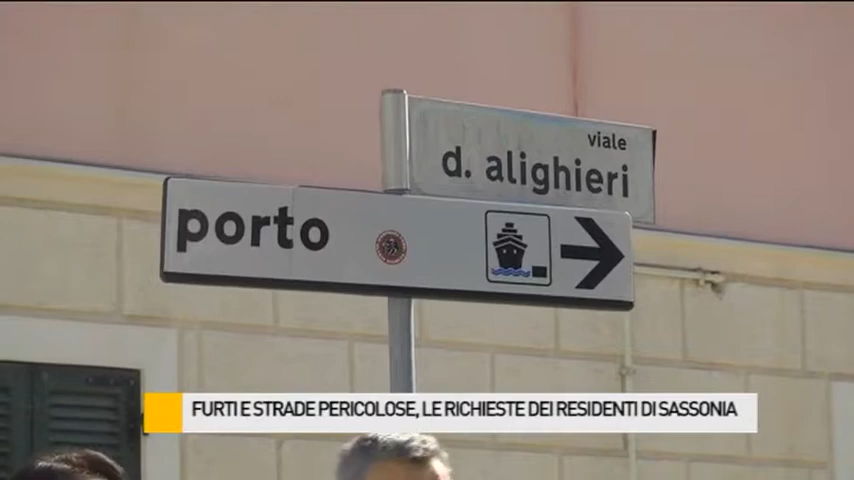 viale
d. alighieri
porto
FURTI E STRADE PERICOLOSE, LE RICHIESTE DEI RESIDENTI DI SASSONIA